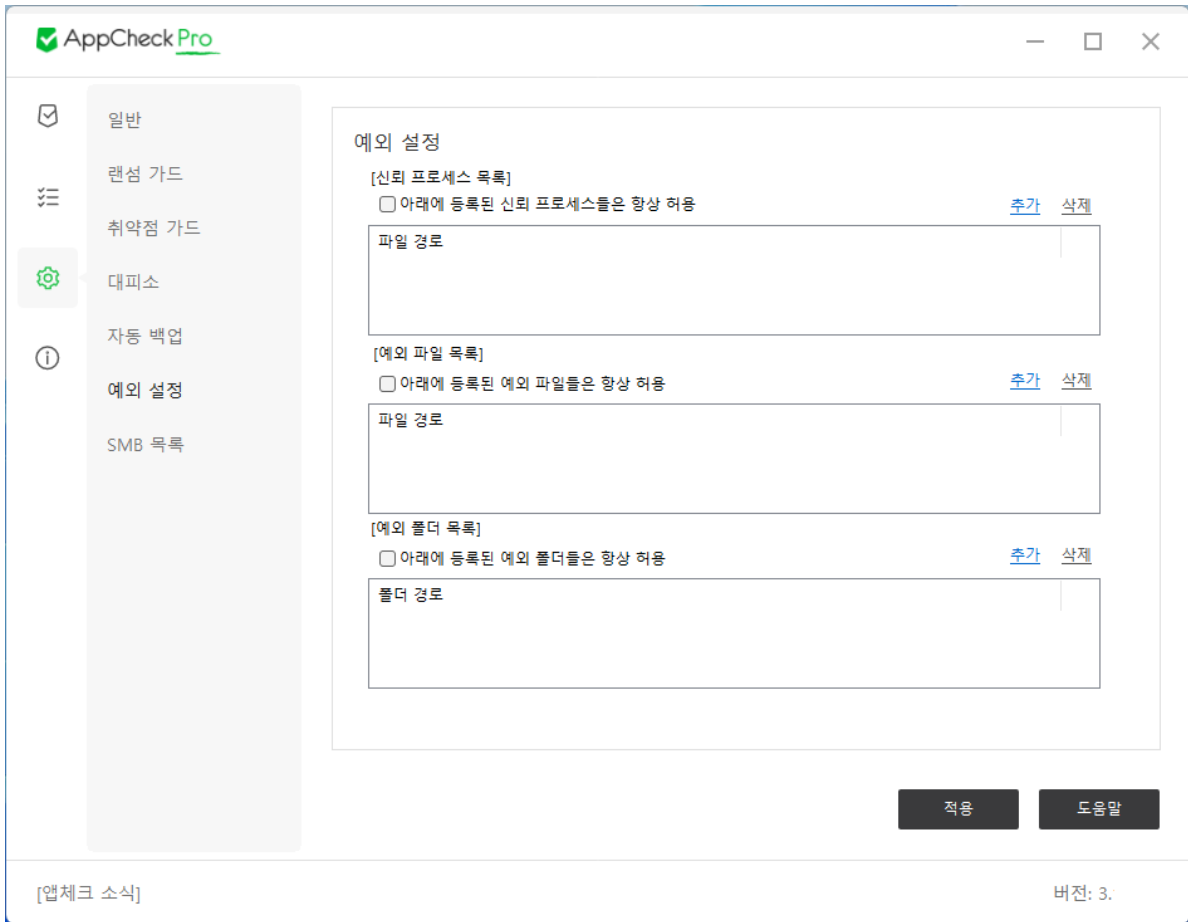 AppCheck Pro
일반
랜섬 가드
취약점 가드
대피소
자동 백업
예외 설정
SMB 목록
예외 설정
[신뢰 프로세스 목록]
아래에 등록된 신뢰 프로세스들은 항상 허용 추가 삭제
파일 경로
[예외 파일 목록]
아래에 등록된 예외 파일들은 항상 허용 추가 삭제
파일 경로
[예외 폴더 목록]
아래에 등록된 예외 폴더들은 항상 허용 추가 삭제
폴더 경로
적용 도움말
[앱체크 소식] 버전: 3.